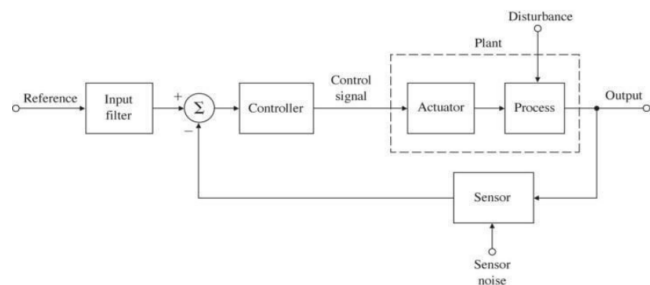 Disturbance
Plant
Reference
Input
filter
+
Σ
−
Controller
Control
signal
Actuator
Process
Output
Sensor
Sensor
noise